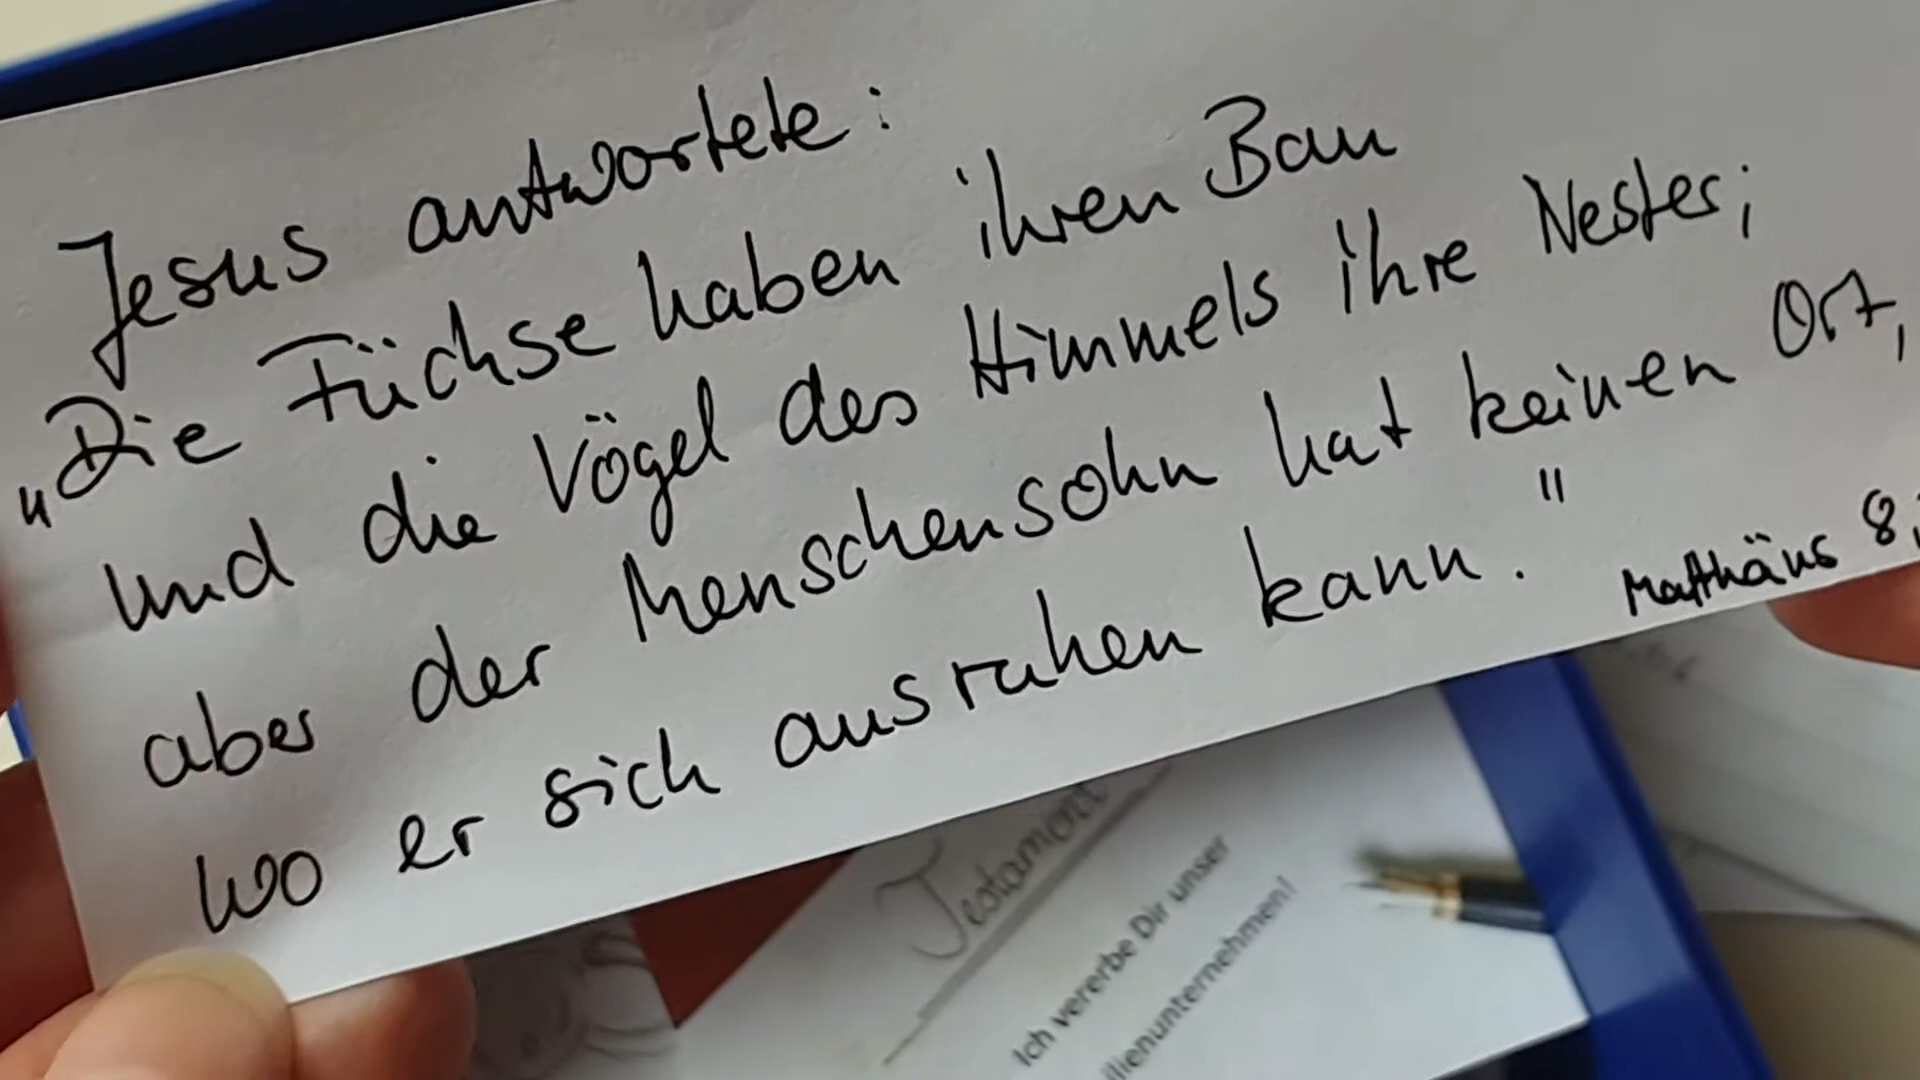 Jesus antwortete:
„Die Füchse haben ihren Bau
und die Vögel des Himmels ihre Nester;
aber der Menschensohn hat keinen Ort,
wo er sich ausruhen kann."
Matthäus 8,
Testament
Ich vererbe Dir unser
lienunternehmen!